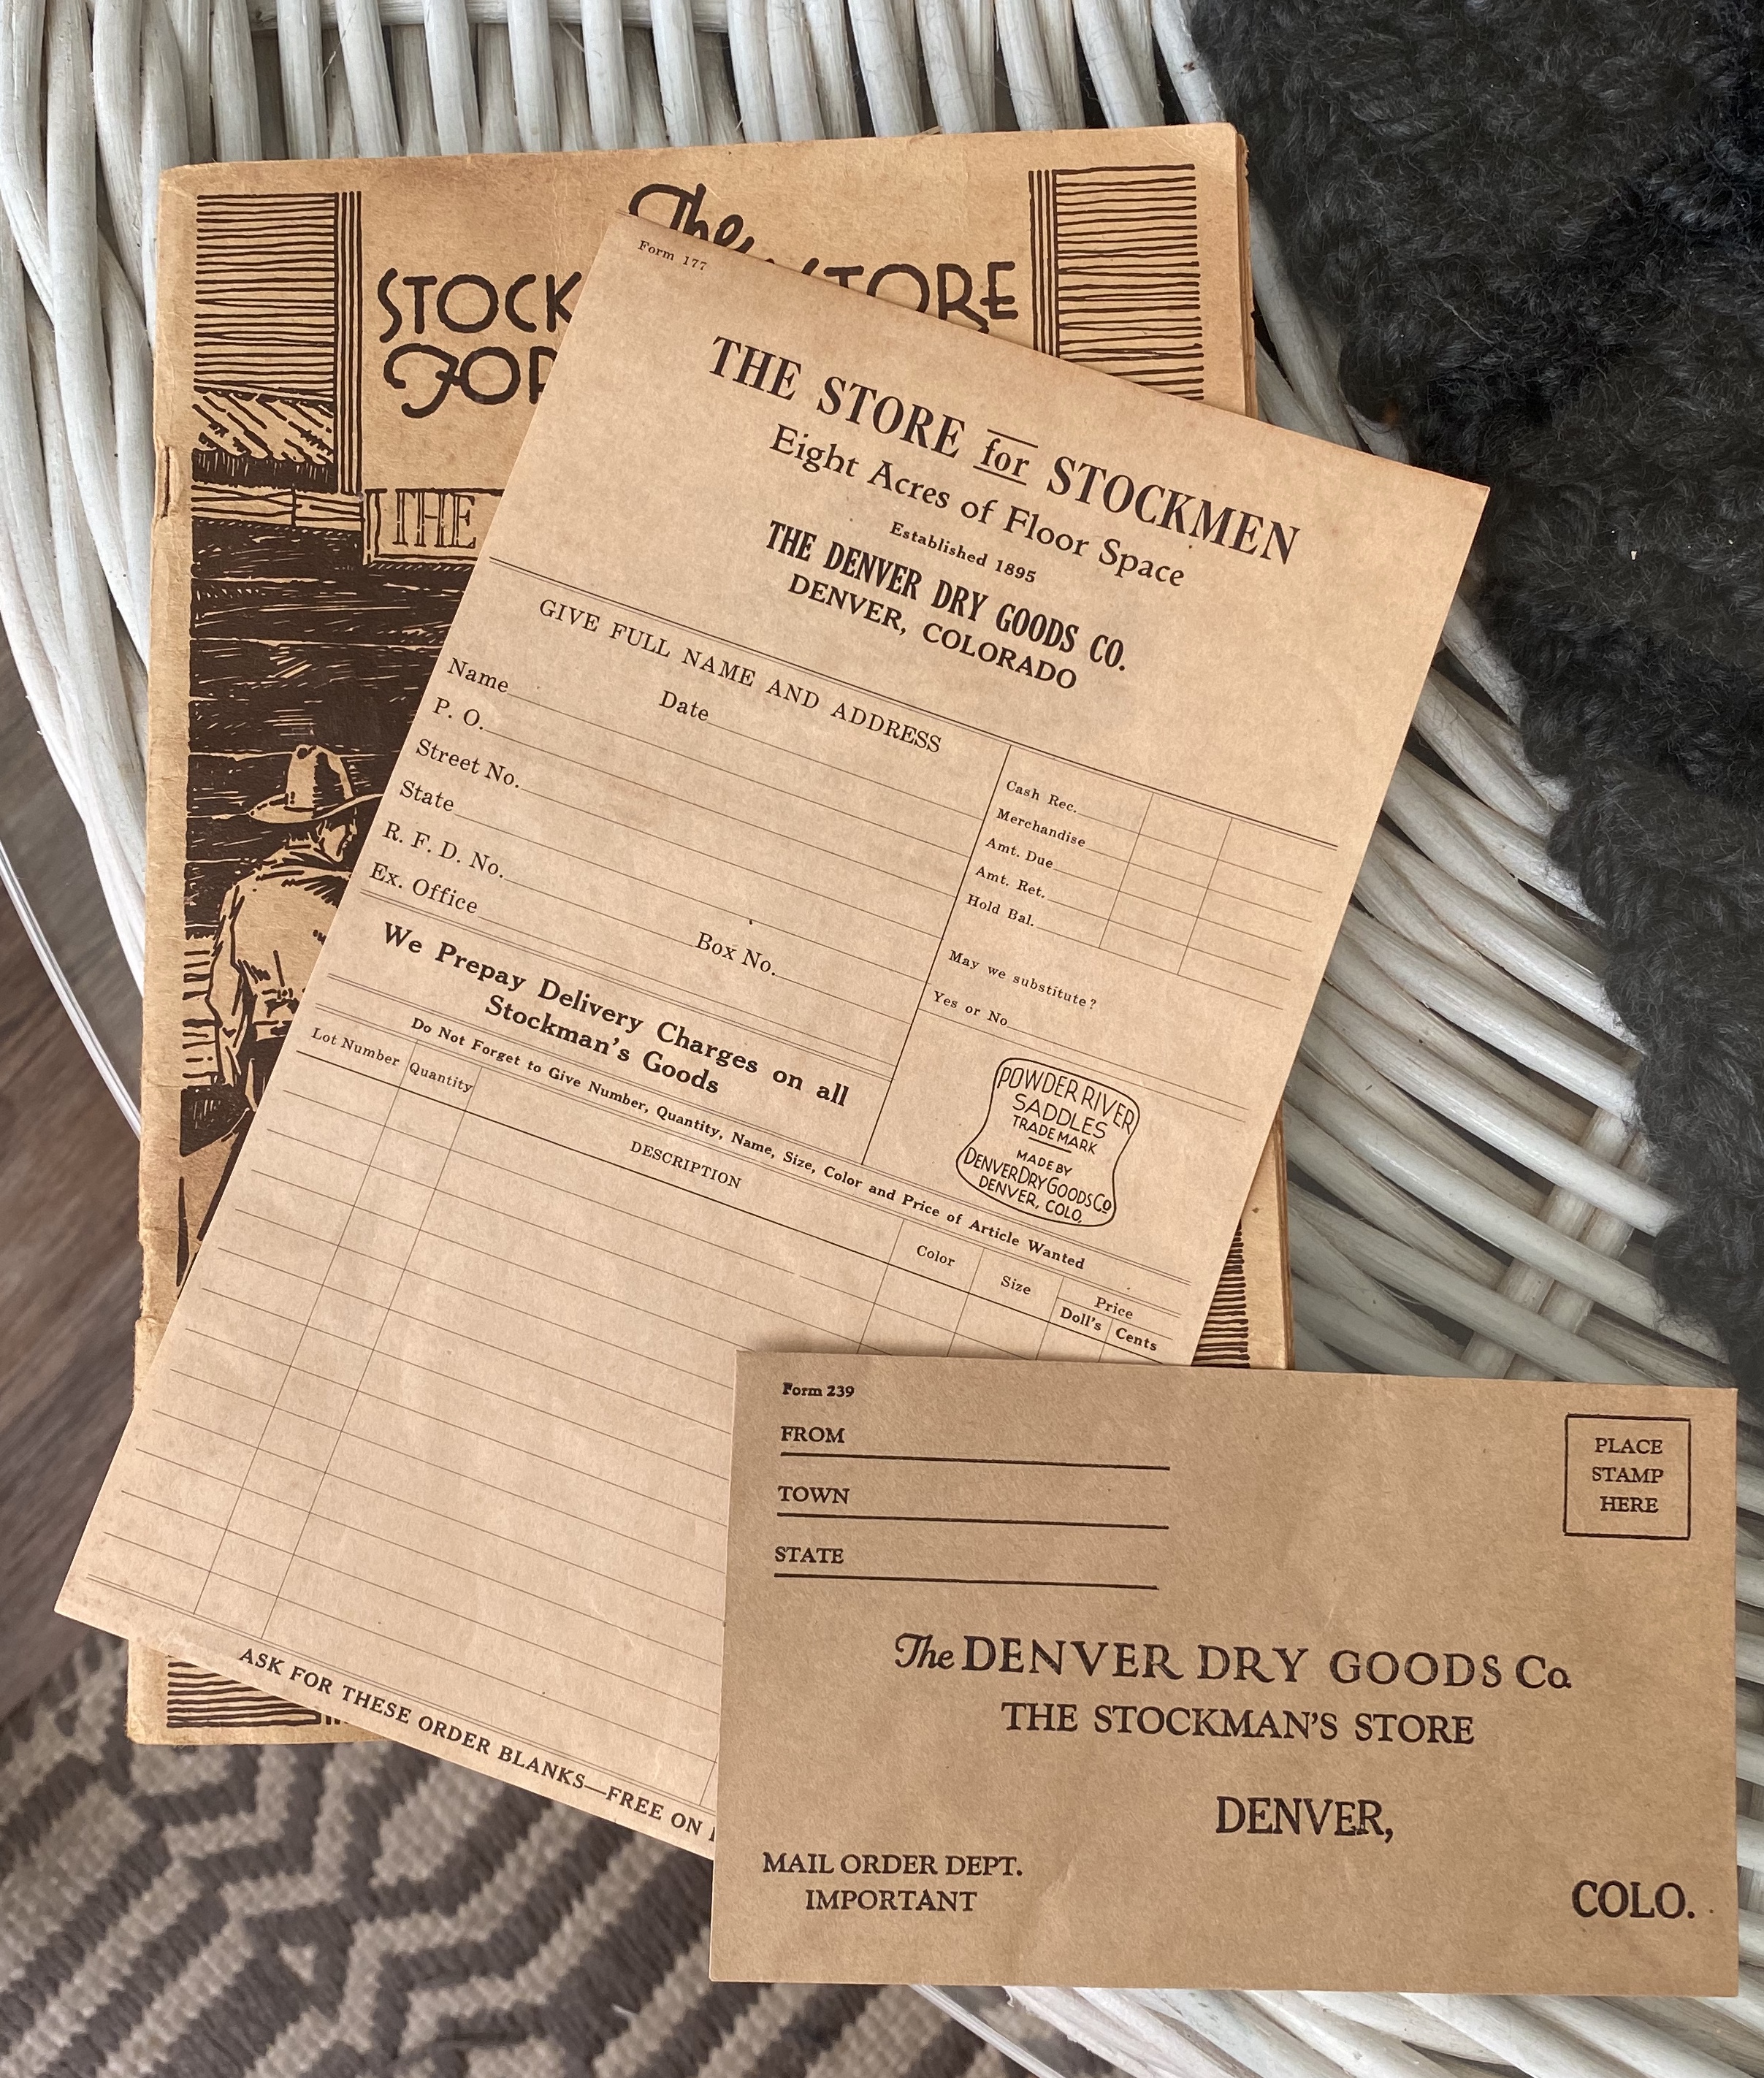 The
STOCK
STORE
FOR
THE
Form 177
THE STORE for STOCKMEN
Eight Acres of Floor Space
Established 1895
THE DENVER DRY GOODS CO.
DENVER, COLORADO
GIVE FULL NAME AND ADDRESS
Name
Date
P. O.
Street No.
State
R. F. D. No.
Ex. Office
Box No.
Cash Rec.
Merchandise
Amt. Due
Amt. Ret.
Hold Bal.
May we substitute?
Yes or No
We Prepay Delivery Charges on all
Stockman's Goods
POWDER RIVER
SADDLES
TRADE MARK
MADE BY
DENVER DRY GOODS Co
DENVER, COLO.
Do Not Forget to Give Number, Quantity, Name, Size, Color and Price of Article Wanted
Lot Number
Quantity
DESCRIPTION
Color
Size
Price
Doll's
Cents
ASK FOR THESE ORDER BLANKS—FREE ON
Form 239
FROM
TOWN
STATE
PLACE
STAMP
HERE
The DENVER DRY GOODS Co.
THE STOCKMAN'S STORE
DENVER,
COLO.
MAIL ORDER DEPT.
IMPORTANT